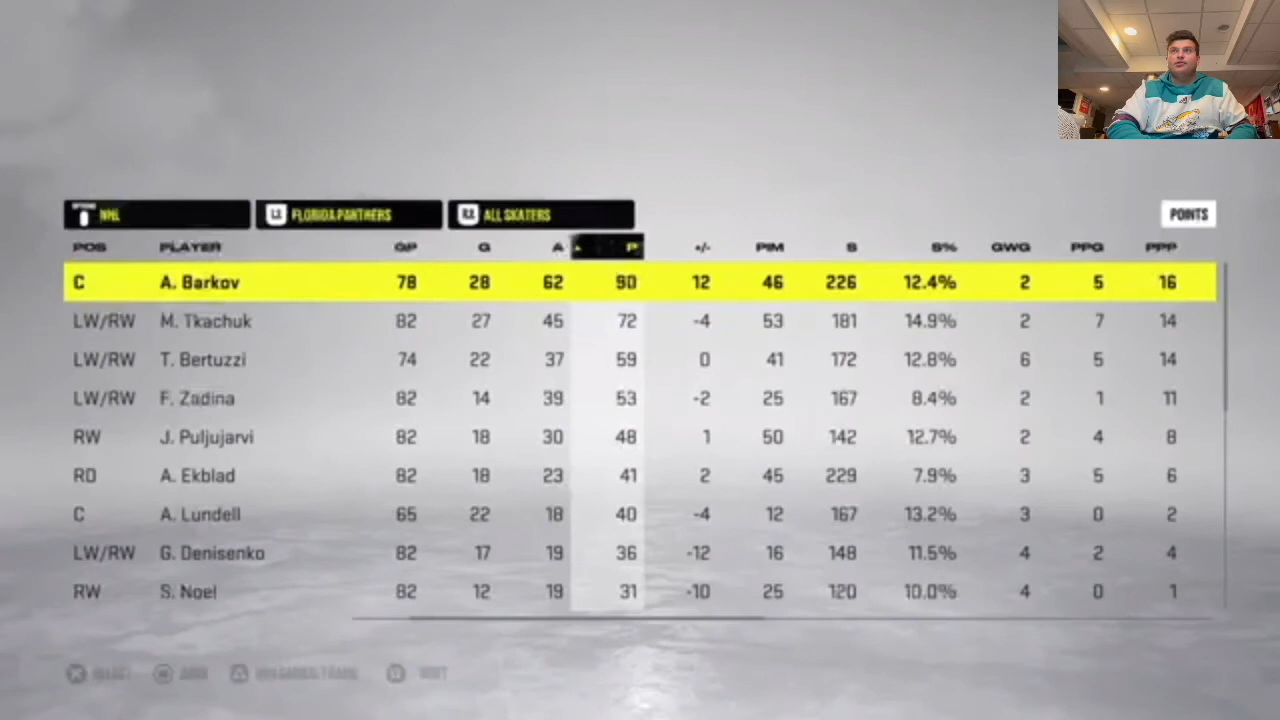 NHL L2 FLORIDA PANTHERS R2 ALL SKATERS POINTS
POS PLAYER GP G A P +/- PIM S S% GWG PPG PPP
C A. Barkov 78 28 62 90 12 46 226 12.4% 2 5 16
LW/RW M. Tkachuk 82 27 45 72 -4 53 181 14.9% 2 7 14
LW/RW T. Bertuzzi 74 22 37 59 0 41 172 12.8% 6 5 14
LW/RW F. Zadina 82 14 39 53 -2 25 167 8.4% 2 1 11
RW J. Puljujarvi 82 18 30 48 1 50 142 12.7% 2 4 8
RD A. Ekblad 82 18 23 41 2 45 229 7.9% 3 5 6
C A. Lundell 65 22 18 40 -4 12 167 13.2% 3 0 2
LW/RW G. Denisenko 82 17 19 36 -12 16 148 11.5% 4 2 4
RW S. Noel 82 12 19 31 -10 25 120 10.0% 4 0 1
SELECT